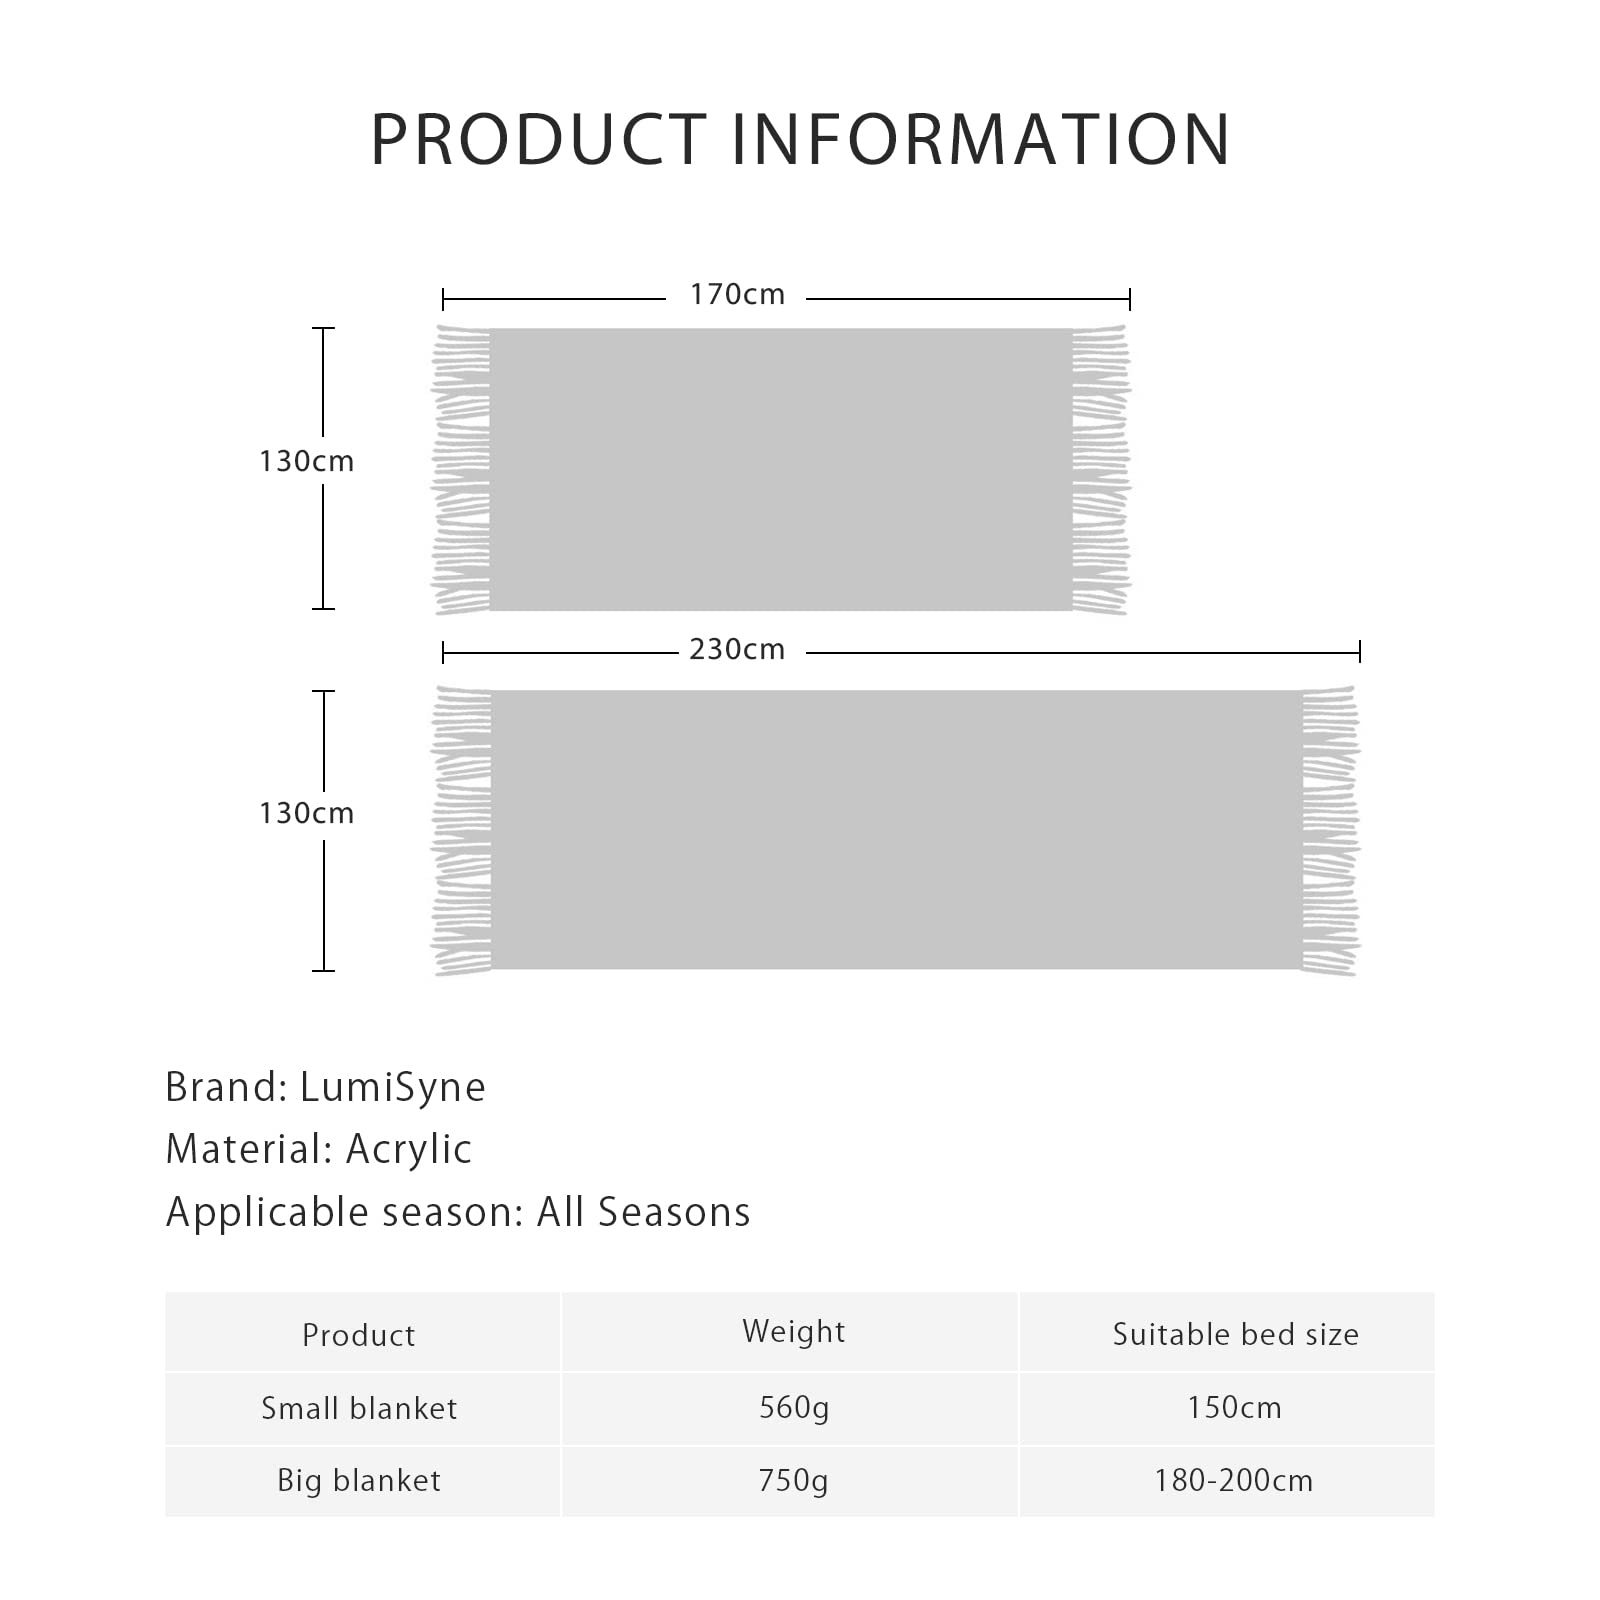 PRODUCT INFORMATION
170cm
130cm
230cm
130cm
Brand: LumiSyne
Material: Acrylic
Applicable season: All Seasons
Product Weight Suitable bed size
Small blanket 560g 150cm
Big blanket 750g 180-200cm